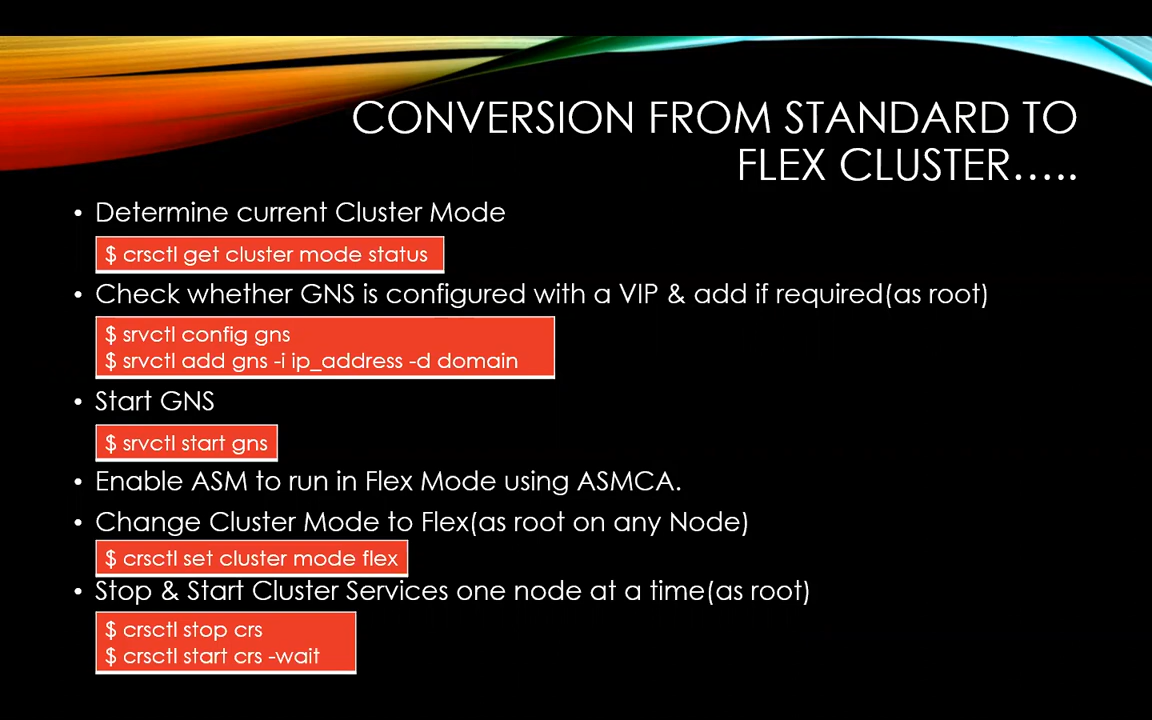 CONVERSION FROM STANDARD TO
FLEX CLUSTER…..
• Determine current Cluster Mode
$ crsctl get cluster mode status
• Check whether GNS is configured with a VIP & add if required(as root)
$ srvctl config gns
$ srvctl add gns -i ip_address -d domain
• Start GNS
$ srvctl start gns
• Enable ASM to run in Flex Mode using ASMCA.
• Change Cluster Mode to Flex(as root on any Node)
$ crsctl set cluster mode flex
• Stop & Start Cluster Services one node at a time(as root)
$ crsctl stop crs
$ crsctl start crs -wait